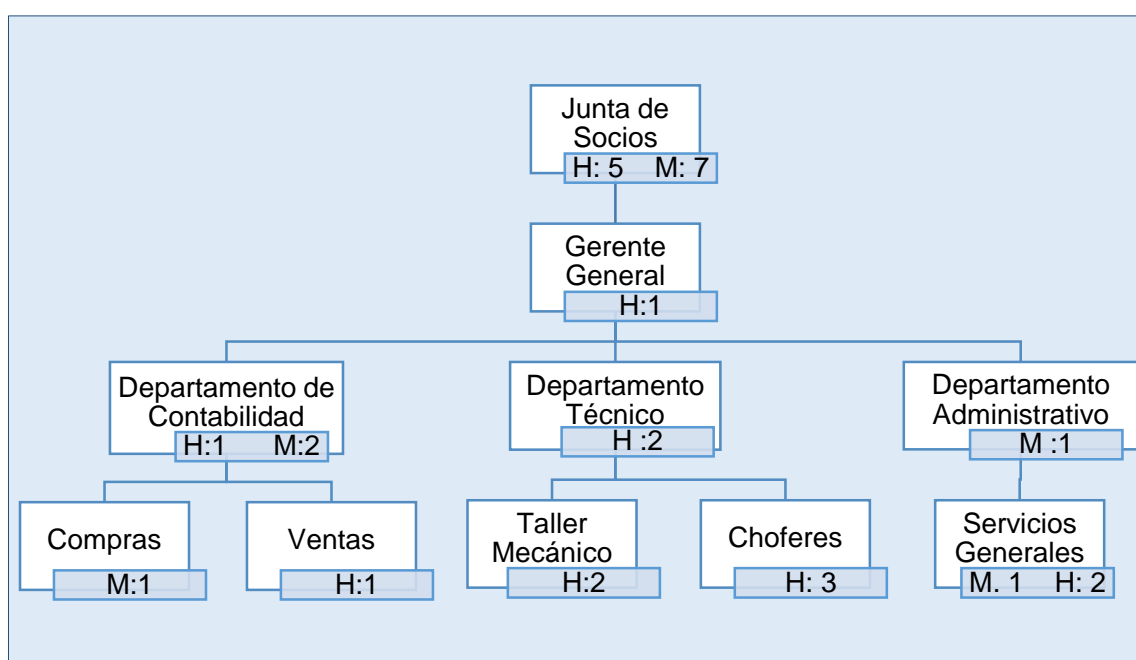 Junta de
Socios
H: 5 M: 7
Gerente
General
H:1
Departamento de
Contabilidad
H:1 M:2
Departamento
Técnico
H :2
Departamento
Administrativo
M :1
Compras
M:1
Ventas
H:1
Taller
Mecánico
H:2
Choferes
H: 3
Servicios
Generales
M. 1 H: 2